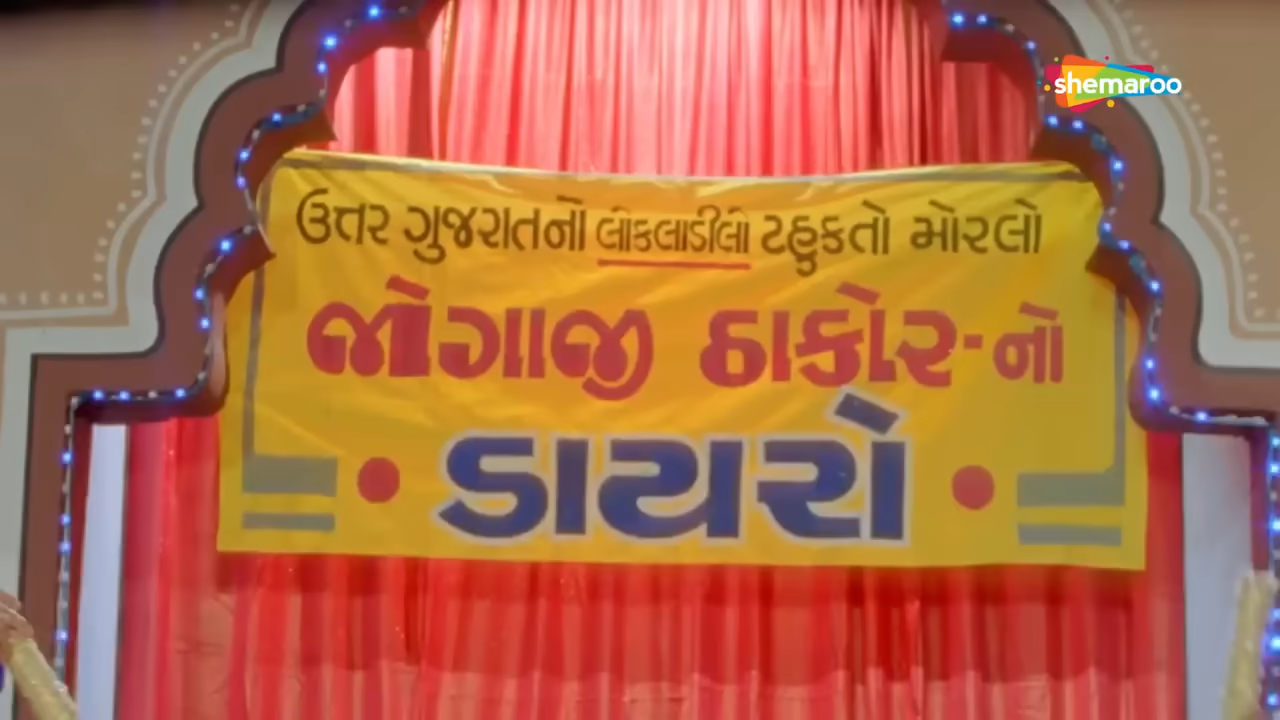 shemaroo
ઉત્તર ગુજરાતનો લોકલાડીલો ટહુકતો મોરલો
જોગાજી ઠાકોર-નો
ડાયરો